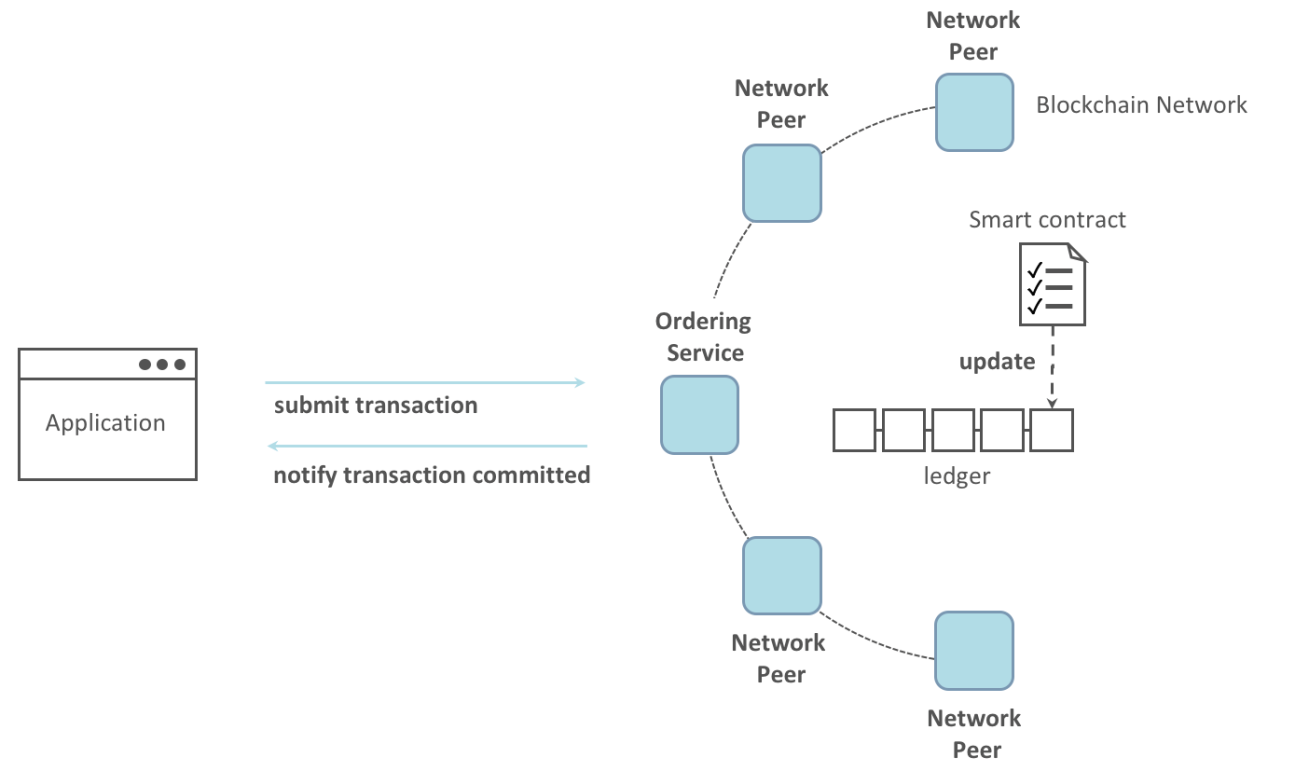 Network
Peer
Network
Peer
Blockchain Network
Smart contract
Ordering
Service
update
Application
submit transaction
notify transaction committed
ledger
Network
Peer
Network
Peer